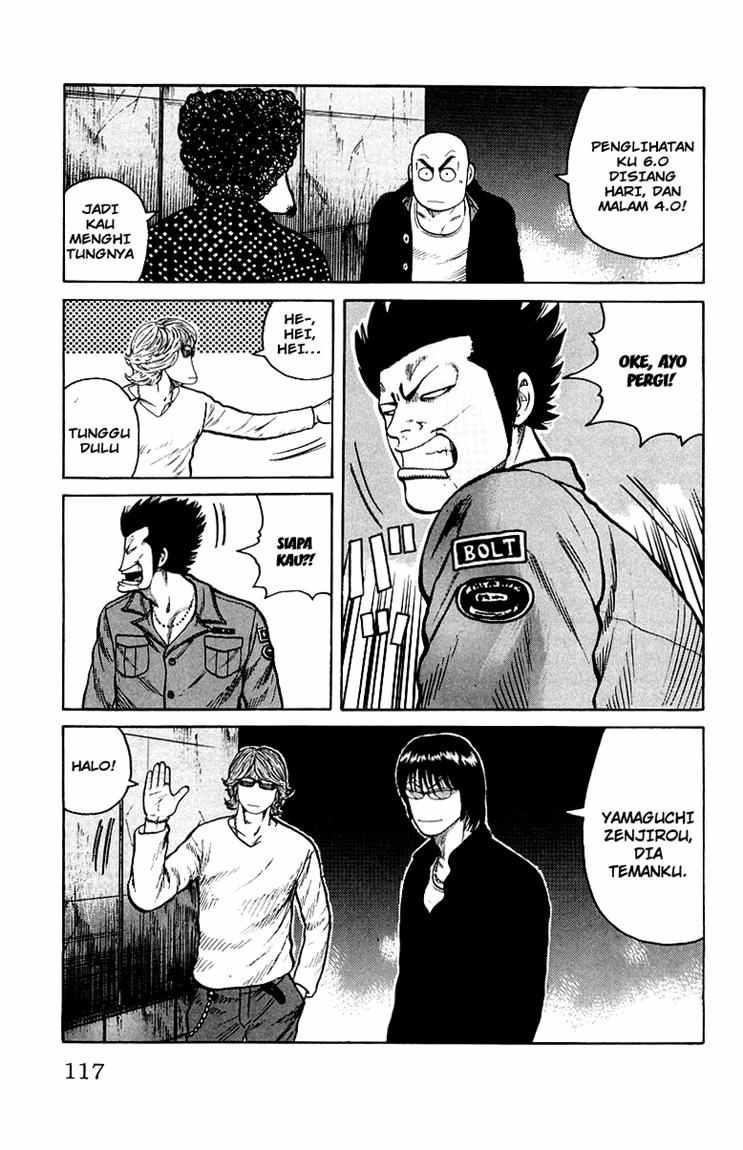 PENGLIHATAN
KU 6.0
DISIANG
HARI, DAN
MALAM 4.0!
JADI
KAU
MENGHI
TUNGNYA
HE-,
HEI,
HEI...
TUNGGU
DULU
OKE, AYO
PERGI!
BOLT
SIAPA
KAU?!
HALO!
YAMAGUCHI
ZENJIROU,
DIA
TEMANKU.
117